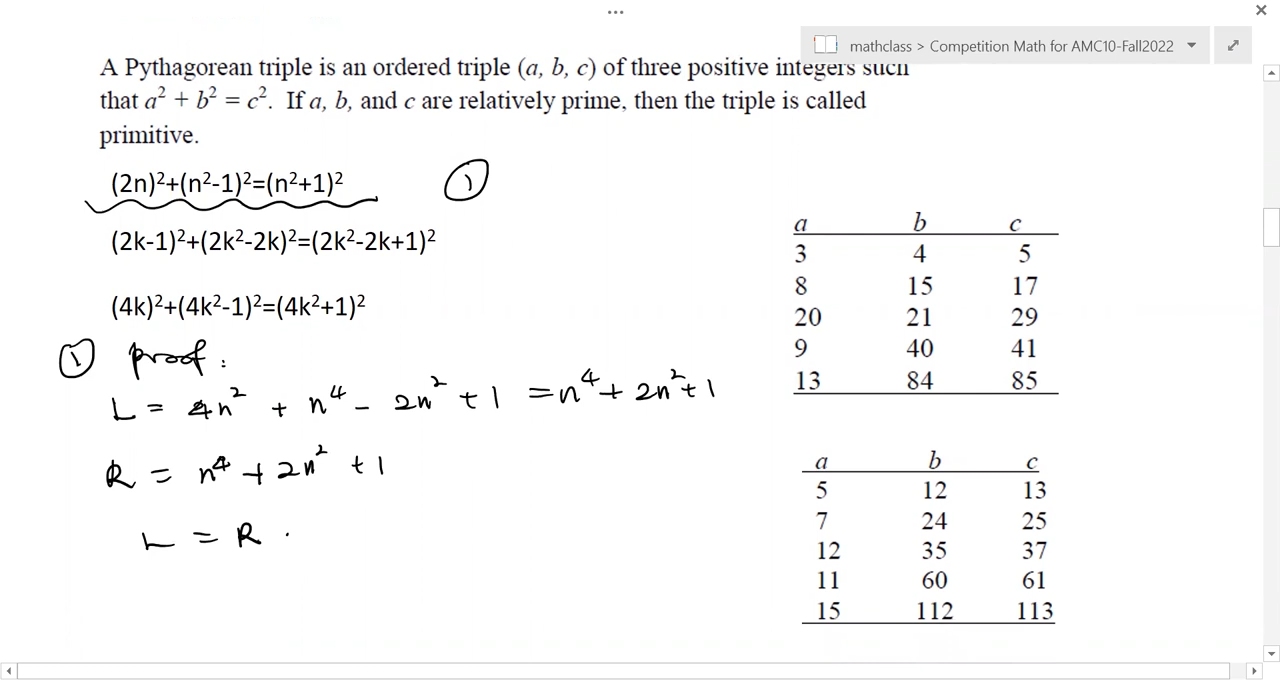 ...
mathclass > Competition Math for AMC10-Fall2022
A Pythagorean triple is an ordered triple (a, b, c) of three positive integers such
that a² + b² = c². If a, b, and c are relatively prime, then the triple is called
primitive.
(2n)²+(n²-1)²=(n²+1)² ①
(2k-1)²+(2k²-2k)²=(2k²-2k+1)²
(4k)²+(4k²-1)²=(4k²+1)²
① proof:
L = 4n² + n⁴ - 2n² + 1 = n⁴ + 2n² + 1
R = n⁴ + 2n² + 1
L = R .
a b c
3 4 5
8 15 17
20 21 29
9 40 41
13 84 85
a b c
5 12 13
7 24 25
12 35 37
11 60 61
15 112 113